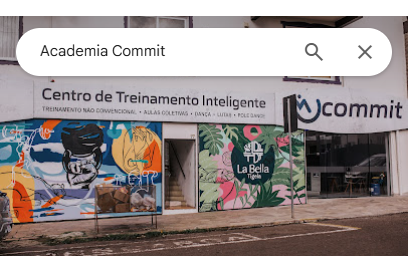 Academia Commit
Centro de Treinamento Inteligente
TREINAMENTO NÃO CONVENCIONAL • AULAS COLETIVAS • DANÇA • LUTAS • POLE DANCE
commit
La Bella